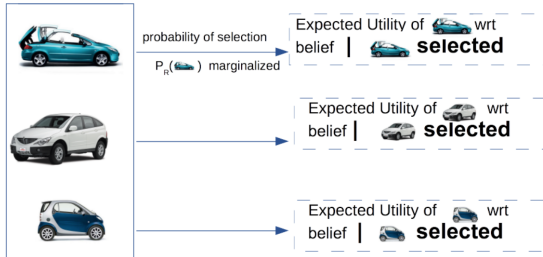 probability of selection
P_R( ) marginalized
Expected Utility of wrt
belief | selected
Expected Utility of wrt
belief | selected
Expected Utility of wrt
belief | selected